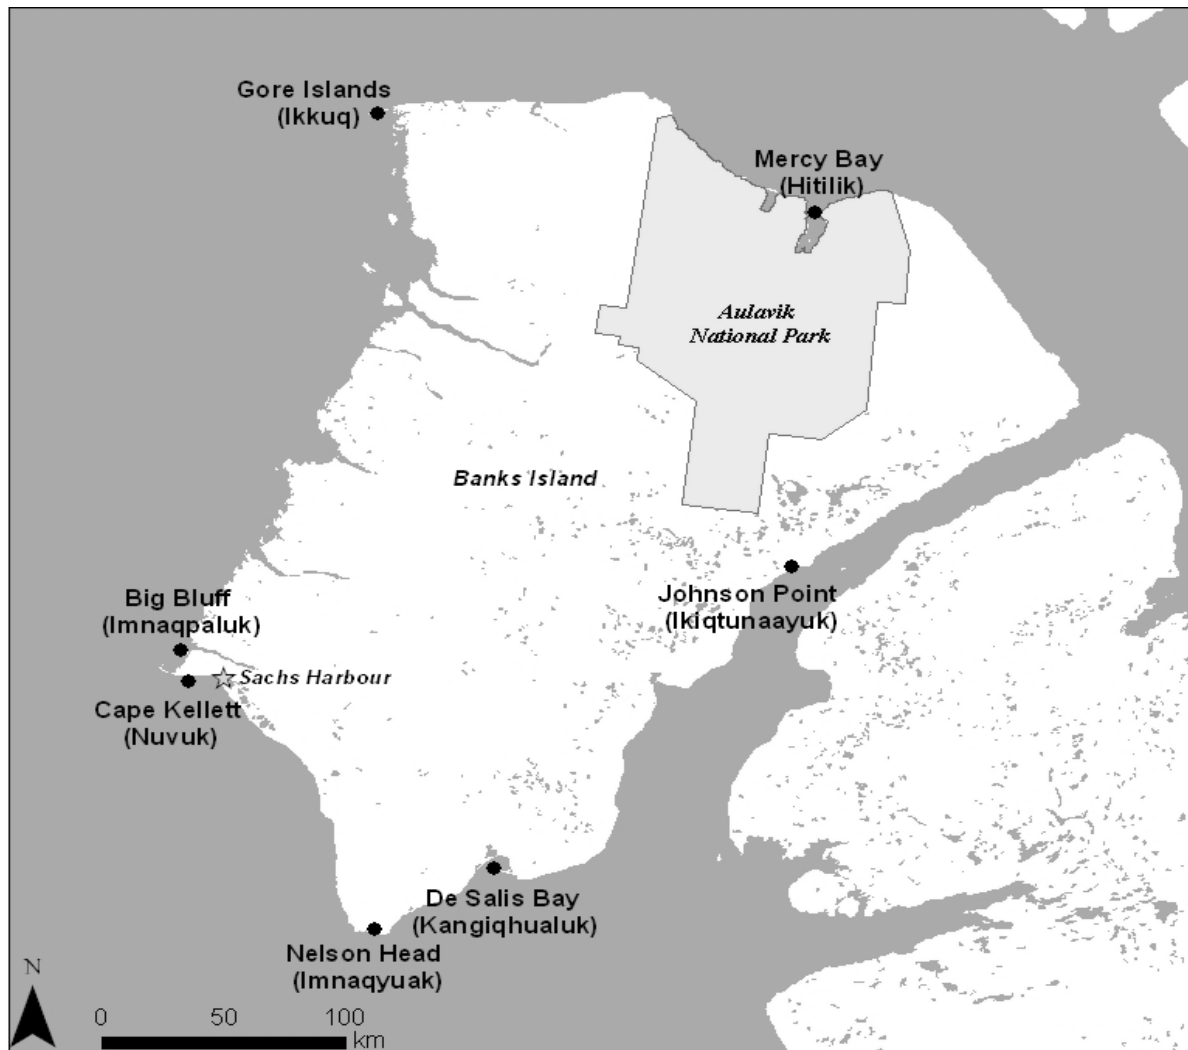 Gore Islands
(Ikkuq)
Mercy Bay
(Hitilik)
Aulavik
National Park
Banks Island
Johnson Point
(Ikiqtunaayuk)
Big Bluff
(Imnaqpaluk)
Sachs Harbour
Cape Kellett
(Nuvuk)
De Salis Bay
(Kangiqhualuk)
Nelson Head
(Imnaqyuak)
N
0 50 100
km